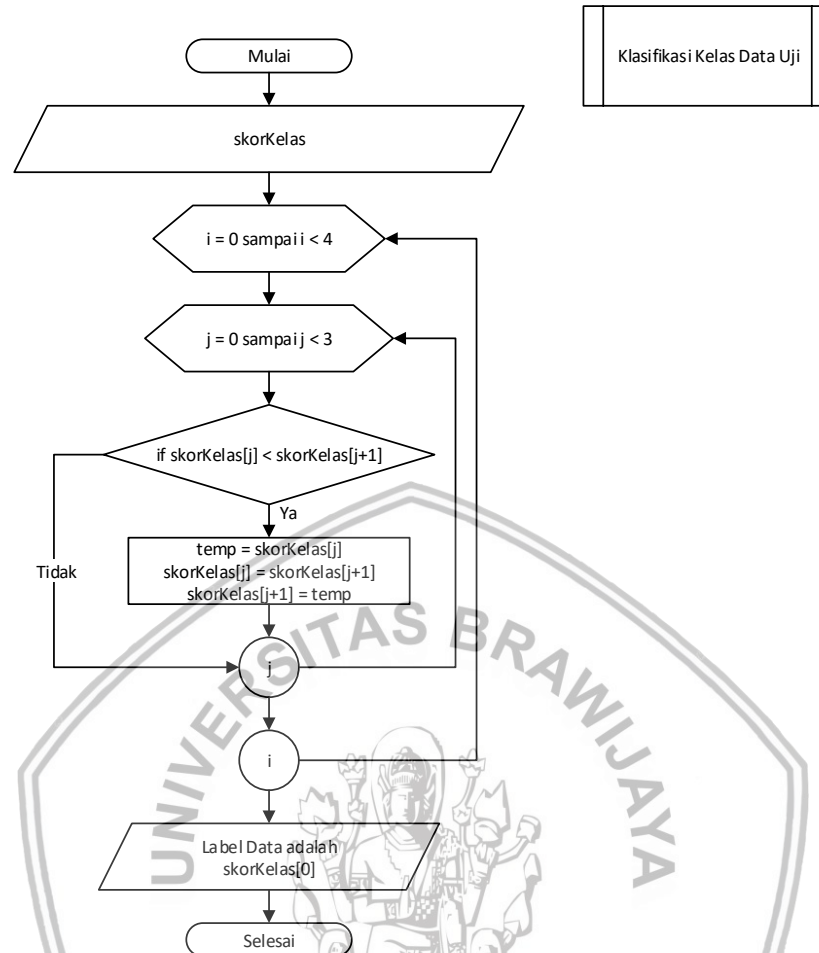 Mulai
Klasifikasi Kelas Data Uji
skorKelas
i = 0 sampai i < 4
j = 0 sampai j < 3
if skorKelas[j] < skorKelas[j+1]
Ya
Tidak
temp = skorKelas[j]
skorKelas[j] = skorKelas[j+1]
skorKelas[j+1] = temp
j
i
Label Data adalah
skorKelas[0]
Selesai
UNIVERSITAS BRAWIJAYA